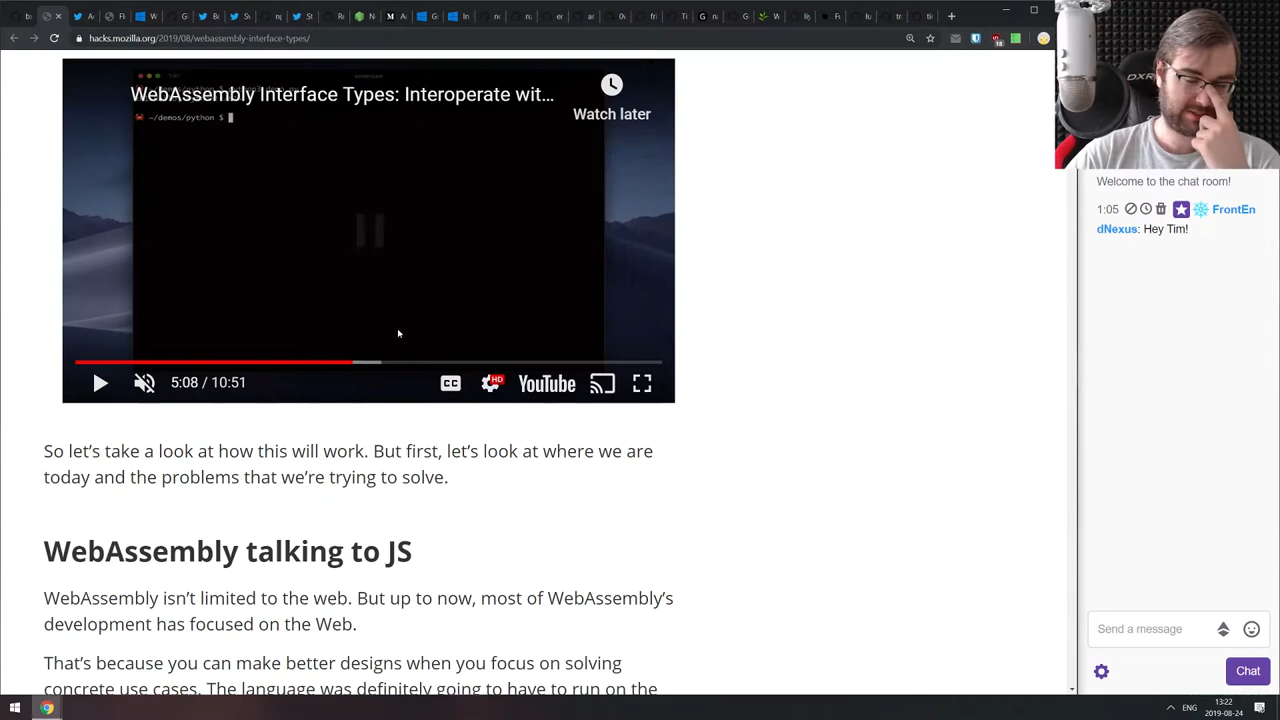 hacks.mozilla.org/2019/08/webassembly-interface-types/
18
WebAssembly Interface Types: Interoperate wit...
Watch later
~/demos/python $
5:08 / 10:51
CC
HD
YouTube
So let’s take a look at how this will work. But first, let’s look at where we are
today and the problems that we’re trying to solve.
WebAssembly talking to JS
WebAssembly isn’t limited to the web. But up to now, most of WebAssembly’s
development has focused on the Web.
That’s because you can make better designs when you focus on solving
concrete use cases. The language was definitely going to have to run on the
DXR
Welcome to the chat room!
1:05 FrontEn
dNexus: Hey Tim!
Send a message
Chat
ENG
13:22
2019-08-24